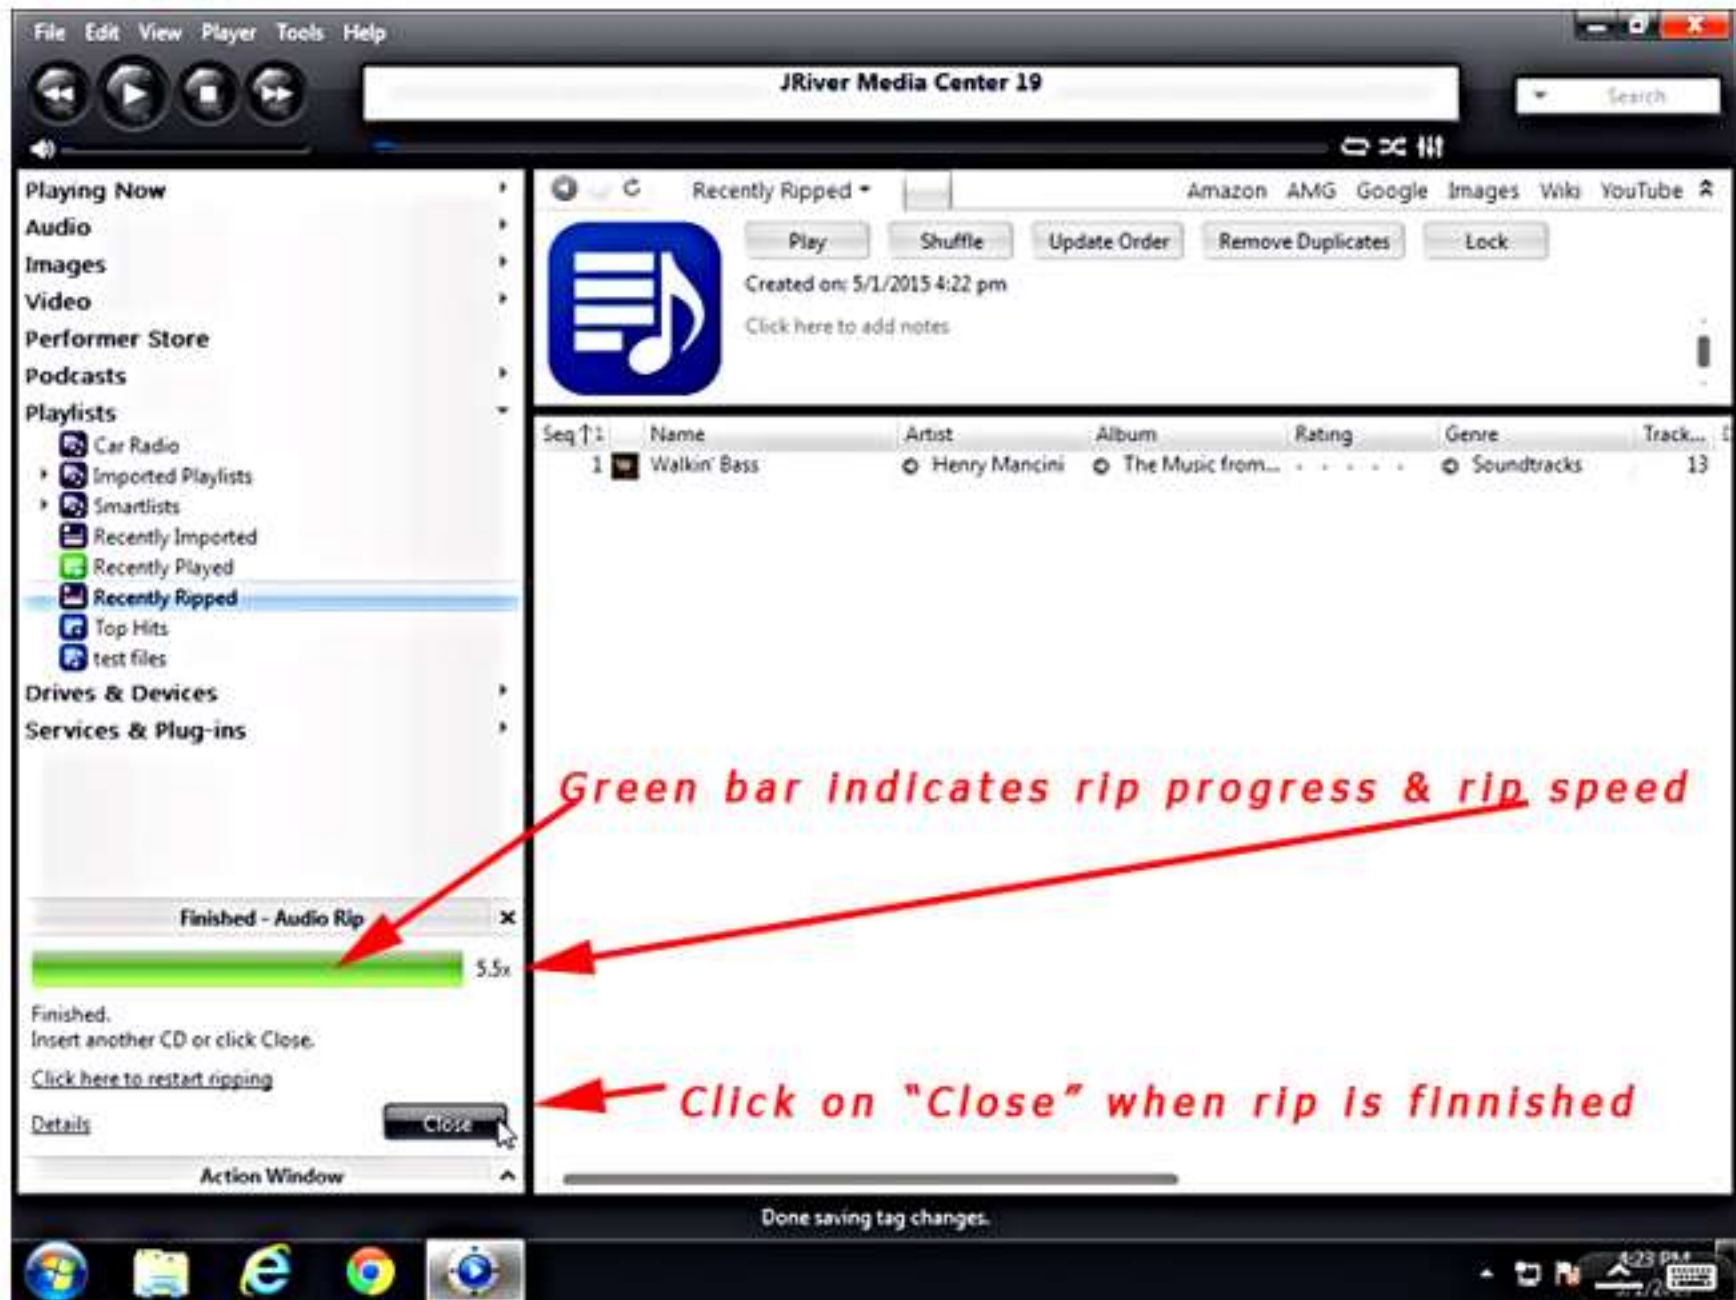 File Edit View Player Tools Help
JRiver Media Center 19
Search
Playing Now
Audio
Images
Video
Performer Store
Podcasts
Playlists
Car Radio
Imported Playlists
Smartlists
Recently Imported
Recently Played
Recently Ripped
Top Hits
test files
Drives & Devices
Services & Plug-ins
Recently Ripped
Amazon AMG Google Images Wiki YouTube
Play Shuffle Update Order Remove Duplicates Lock
Created on: 5/1/2015 4:22 pm
Click here to add notes
Seq Name Artist Album Rating Genre Track...
1 Walkin' Bass Henry Mancini The Music from... Soundtracks 13
Green bar indicates rip progress & rip speed
Finished - Audio Rip
5.5x
Finished.
Insert another CD or click Close.
Click here to restart ripping
Details
Close
Click on "Close" when rip is finnished
Action Window
Done saving tag changes.
4:23 PM